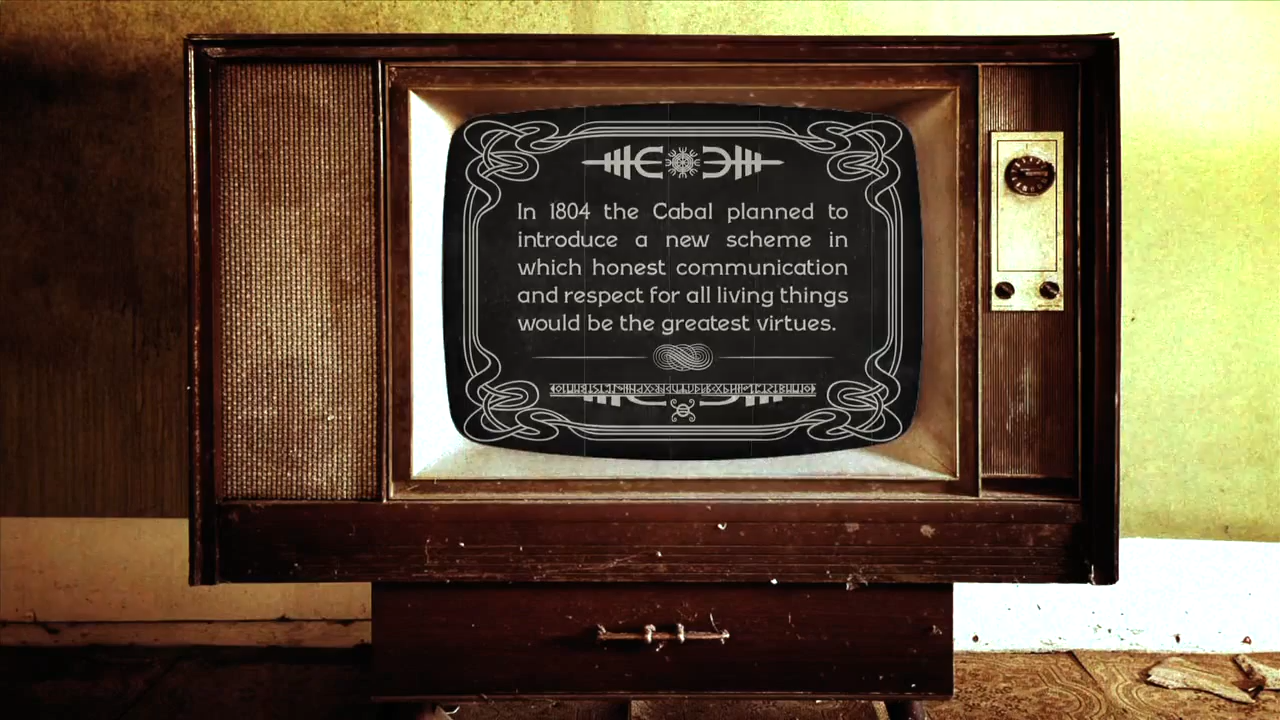 In 1804 the Cabal planned to
introduce a new scheme in
which honest communication
and respect for all living things
would be the greatest virtues.